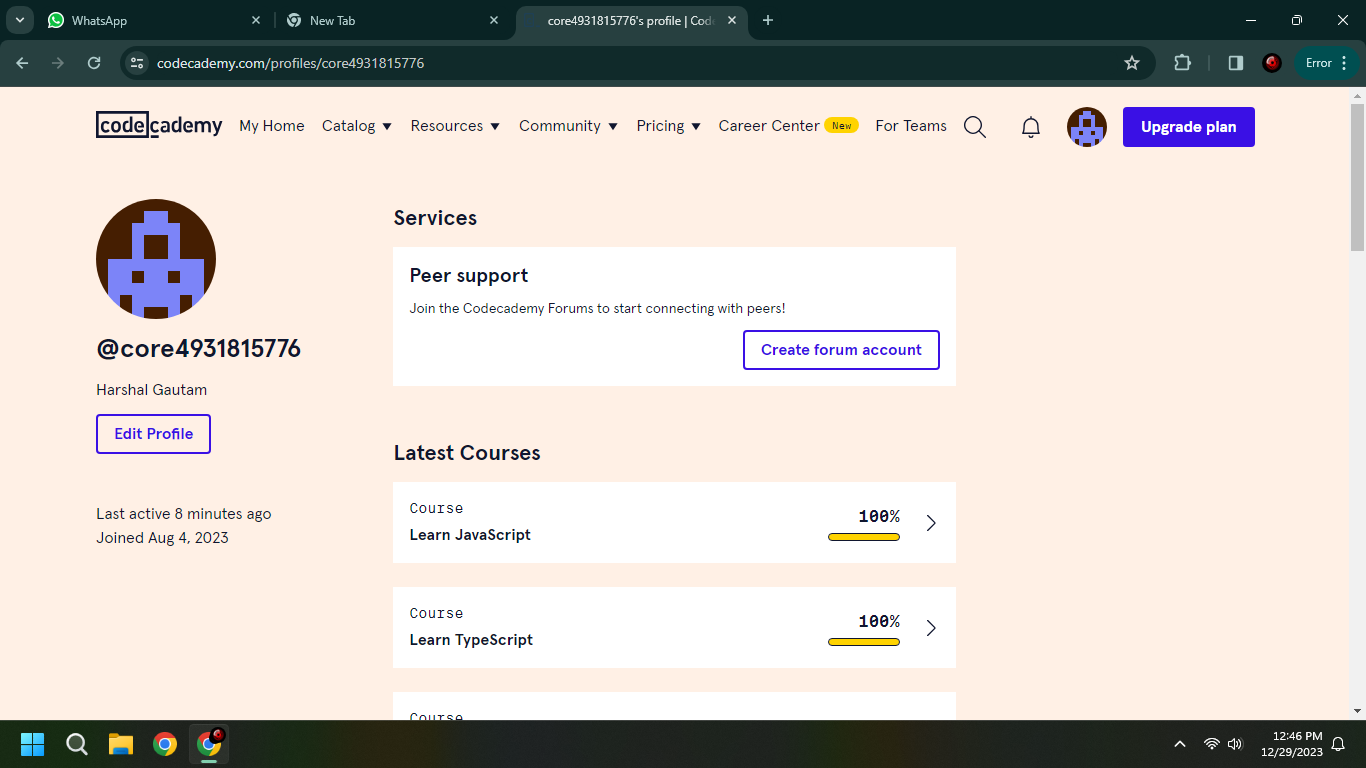 WhatsApp
New Tab
core4931815776's profile | Cod
codecademy.com/profiles/core4931815776
Error
codecademy
My Home
Catalog
Resources
Community
Pricing
Career Center New
For Teams
Upgrade plan
@core4931815776
Harshal Gautam
Edit Profile
Last active 8 minutes ago
Joined Aug 4, 2023
Services
Peer support
Join the Codecademy Forums to start connecting with peers!
Create forum account
Latest Courses
Course
Learn JavaScript
100%
Course
Learn TypeScript
100%
Course
12:46 PM
12/29/2023